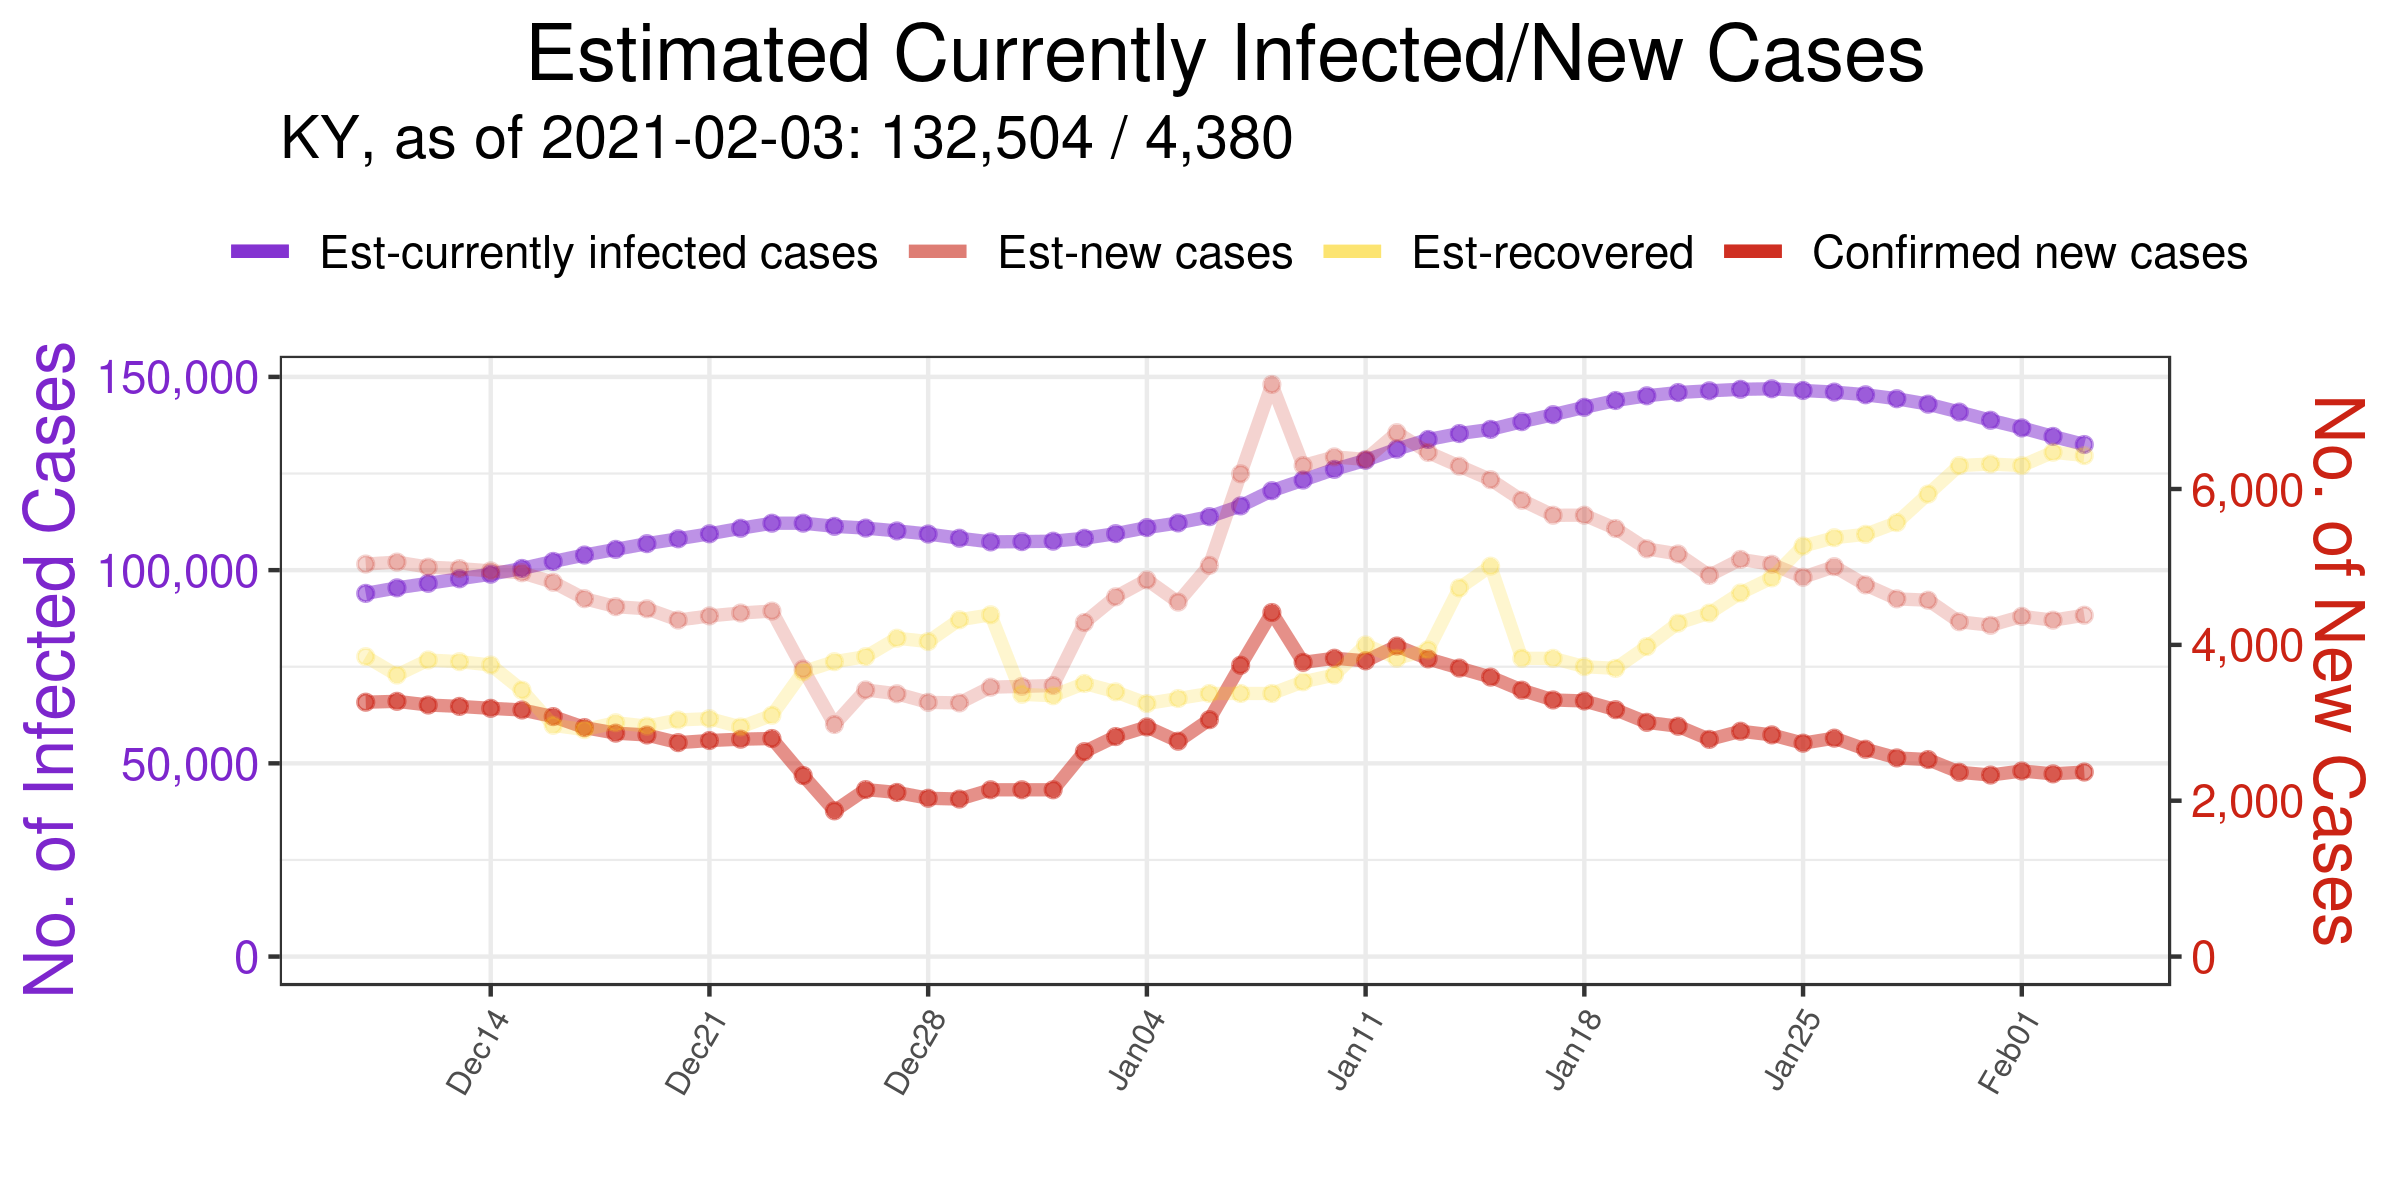 Estimated Currently Infected/New Cases
KY, as of 2021-02-03: 132,504 / 4,380
Est-currently infected cases Est-new cases Est-recovered Confirmed new cases
No. of Infected Cases
150,000
100,000
50,000
0
6,000
4,000
2,000
0
No. of New Cases
Dec14 Dec21 Dec28 Jan04 Jan11 Jan18 Jan25 Feb01